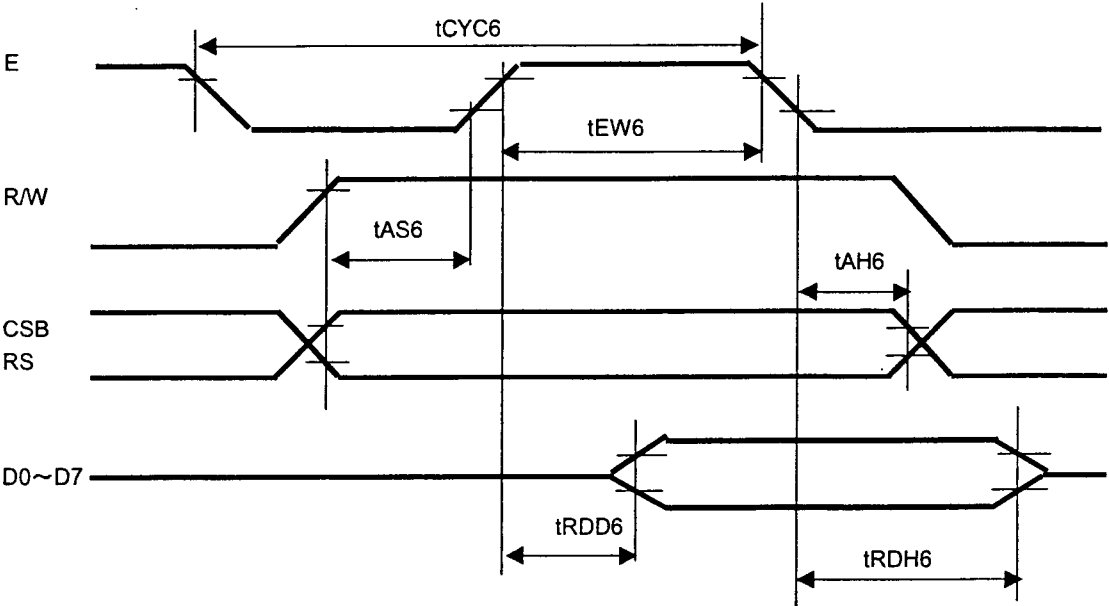 tCYC6
E
tEW6
R/W
tAS6
tAH6
CSB
RS
D0～D7
tRDD6
tRDH6